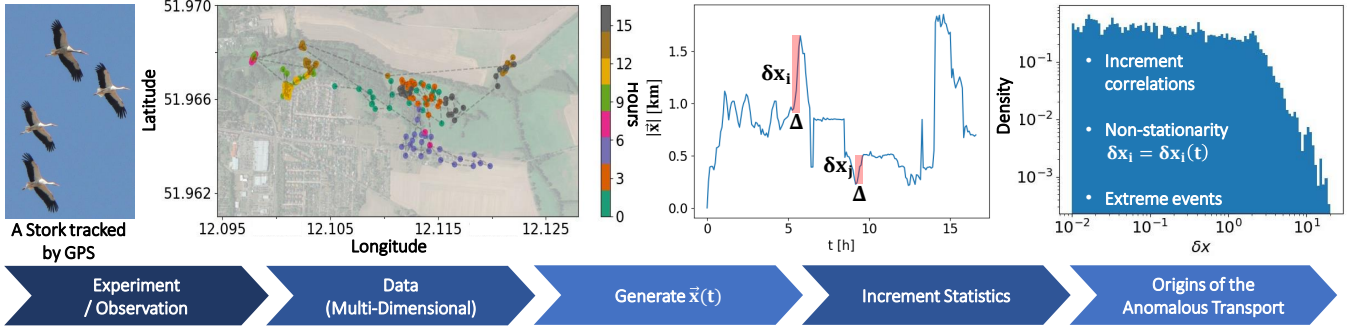 A Stork tracked
by GPS
51.970
51.966
51.962
Latitude
12.095
12.105
12.115
12.125
Longitude
15
12
9
6
3
0
Hours
|x⃗| [km]
1.5
1.0
0.5
0.0
δxᵢ
Δ
δxⱼ
Δ
0
5
10
15
t [h]
Density
10⁻¹
10⁻²
10⁻³
• Increment
correlations
• Non-stationarity
δxᵢ = δxᵢ(t)
• Extreme events
10⁻²
10⁻¹
10⁰
10¹
δx
Experiment
/ Observation
Data
(Multi-Dimensional)
Generate x⃗(t)
Increment Statistics
Origins of the
Anomalous Transport